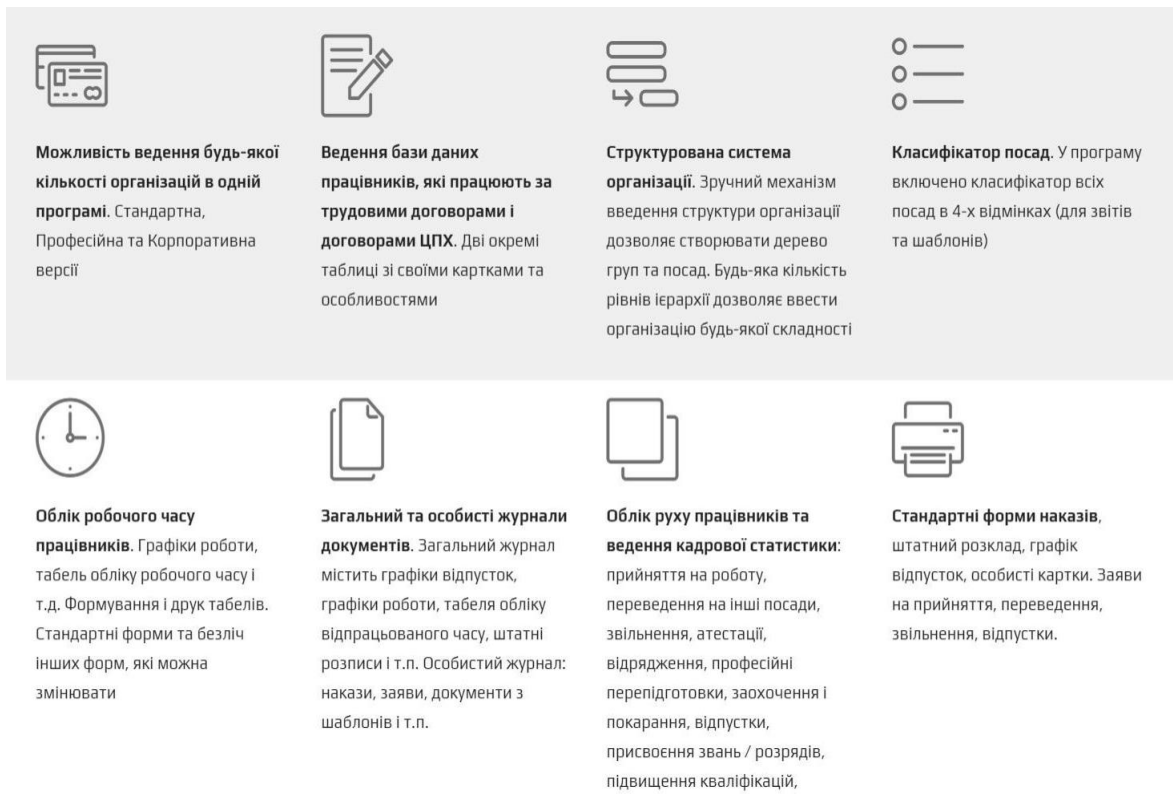 Можливість ведення будь-якої
кількості організацій в одній
програмі. Стандартна,
Професійна та Корпоративна
версії
Ведення бази даних
працівників, які працюють за
трудовими договорами і
договорами ЦПХ. Дві окремі
таблиці зі своїми картками та
особливостями
Структурована система
організації. Зручний механізм
введення структури організації
дозволяє створювати дерево
груп та посад. Будь-яка кількість
рівнів ієрархії дозволяє ввести
організацію будь-якої складності
Класифікатор посад. У програму
включено класифікатор всіх
посад в 4-х відмінках (для звітів
та шаблонів)
Облік робочого часу
працівників. Графіки роботи,
табель обліку робочого часу і
т.д. Формування і друк табелів.
Стандартні форми та безліч
інших форм, які можна
змінювати
Загальний та особисті журнали
документів. Загальний журнал
містить графіки відпусток,
графіки роботи, табеля обліку
відпрацьованого часу, штатні
розписи і т.п. Особистий журнал:
накази, заяви, документи з
шаблонів і т.п.
Облік руху працівників та
ведення кадрової статистики:
прийняття на роботу,
переведення на інші посади,
звільнення, атестації,
відрядження, професійні
перепідготовки, заохочення і
покарання, відпустки,
присвоєння звань / розрядів,
підвищення кваліфікацій,
Стандартні форми наказів,
штатний розклад, графік
відпусток, особисті картки. Заяви
на прийняття, переведення,
звільнення, відпустки.